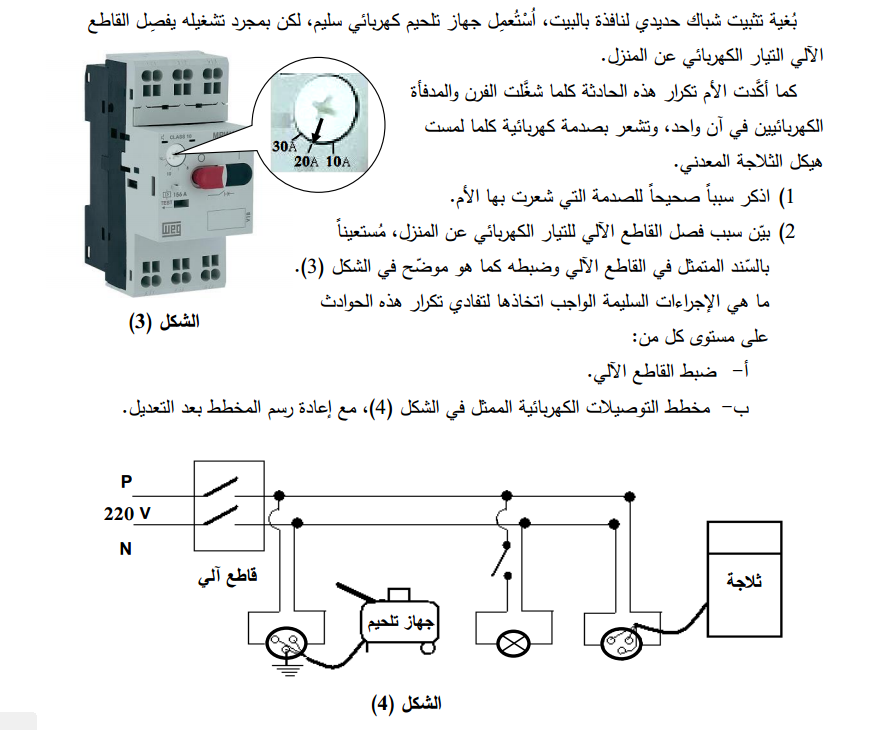 بُغية تثبيت شباك حديدي لنافذة بالبيت، اُسْتُعمِل جهاز تلحيم كهربائي سليم، لكن بمجرد تشغيله يفصِل القاطع
الآلي التيار الكهربائي عن المنزل.
كما أكَّدت الأم تكرار هذه الحادثة كلما شغَّلت الفرن والمدفأة
الكهربائيين في آن واحد، وتشعر بصدمة كهربائية كلما لمست
هيكل الثلاجة المعدني.
1) اذكر سبباً صحيحاً للصدمة التي شعرت بها الأم.
2) بيّن سبب فصل القاطع الآلي للتيار الكهربائي عن المنزل، مُستعيناً
بالسّند المتمثل في القاطع الآلي وضبطه كما هو موضّح في الشكل (3).
ما هي الإجراءات السليمة الواجب اتخاذها لتفادي تكرار هذه الحوادث
على مستوى كل من:
أ- ضبط القاطع الآلي.
ب- مخطط التوصيلات الكهربائية الممثل في الشكل (4)، مع إعادة رسم المخطط بعد التعديل.
CLASS 10
30A
20A
10A
TEST
WEG
الشكل (3)
P
220 V
N
قاطع آلي
جهاز تلحيم
ثلاجة
الشكل (4)